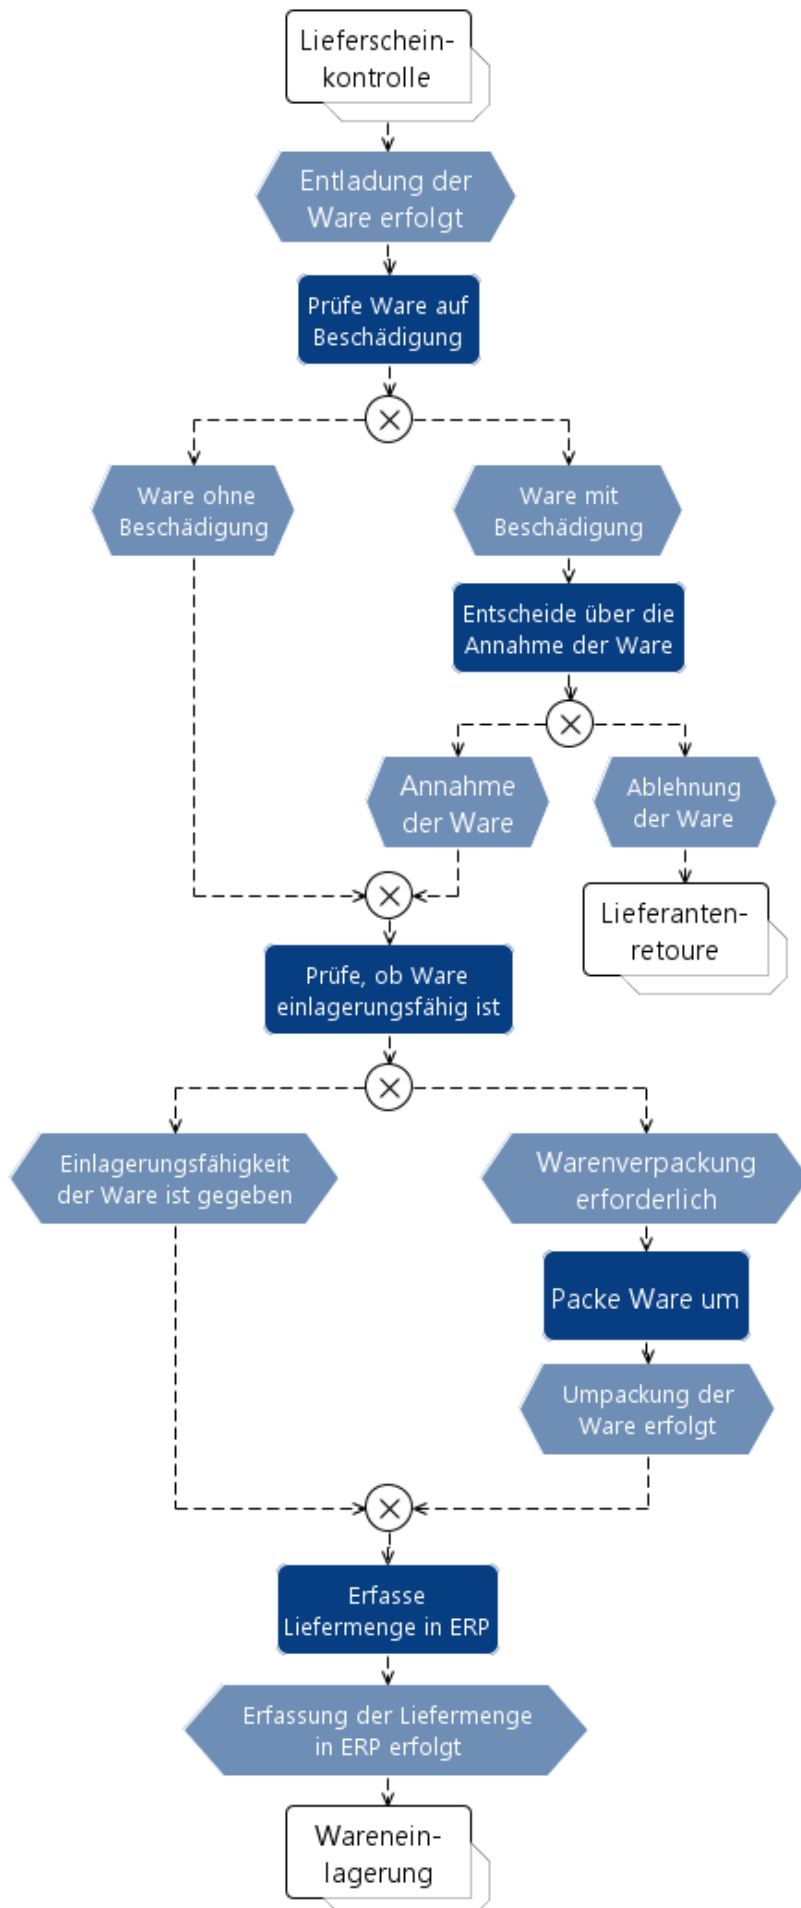 Lieferschein-
kontrolle
Entladung der
Ware erfolgt
Prüfe Ware auf
Beschädigung
Ware ohne
Beschädigung
Ware mit
Beschädigung
Entscheide über die
Annahme der Ware
Annahme
der Ware
Ablehnung
der Ware
Lieferanten-
retoure
Prüfe, ob Ware
einlagerungsfähig ist
Einlagerungsfähigkeit
der Ware ist gegeben
Warenverpackung
erforderlich
Packe Ware um
Umpackung der
Ware erfolgt
Erfasse
Liefermenge in ERP
Erfassung der Liefermenge
in ERP erfolgt
Warenein-
lagerung